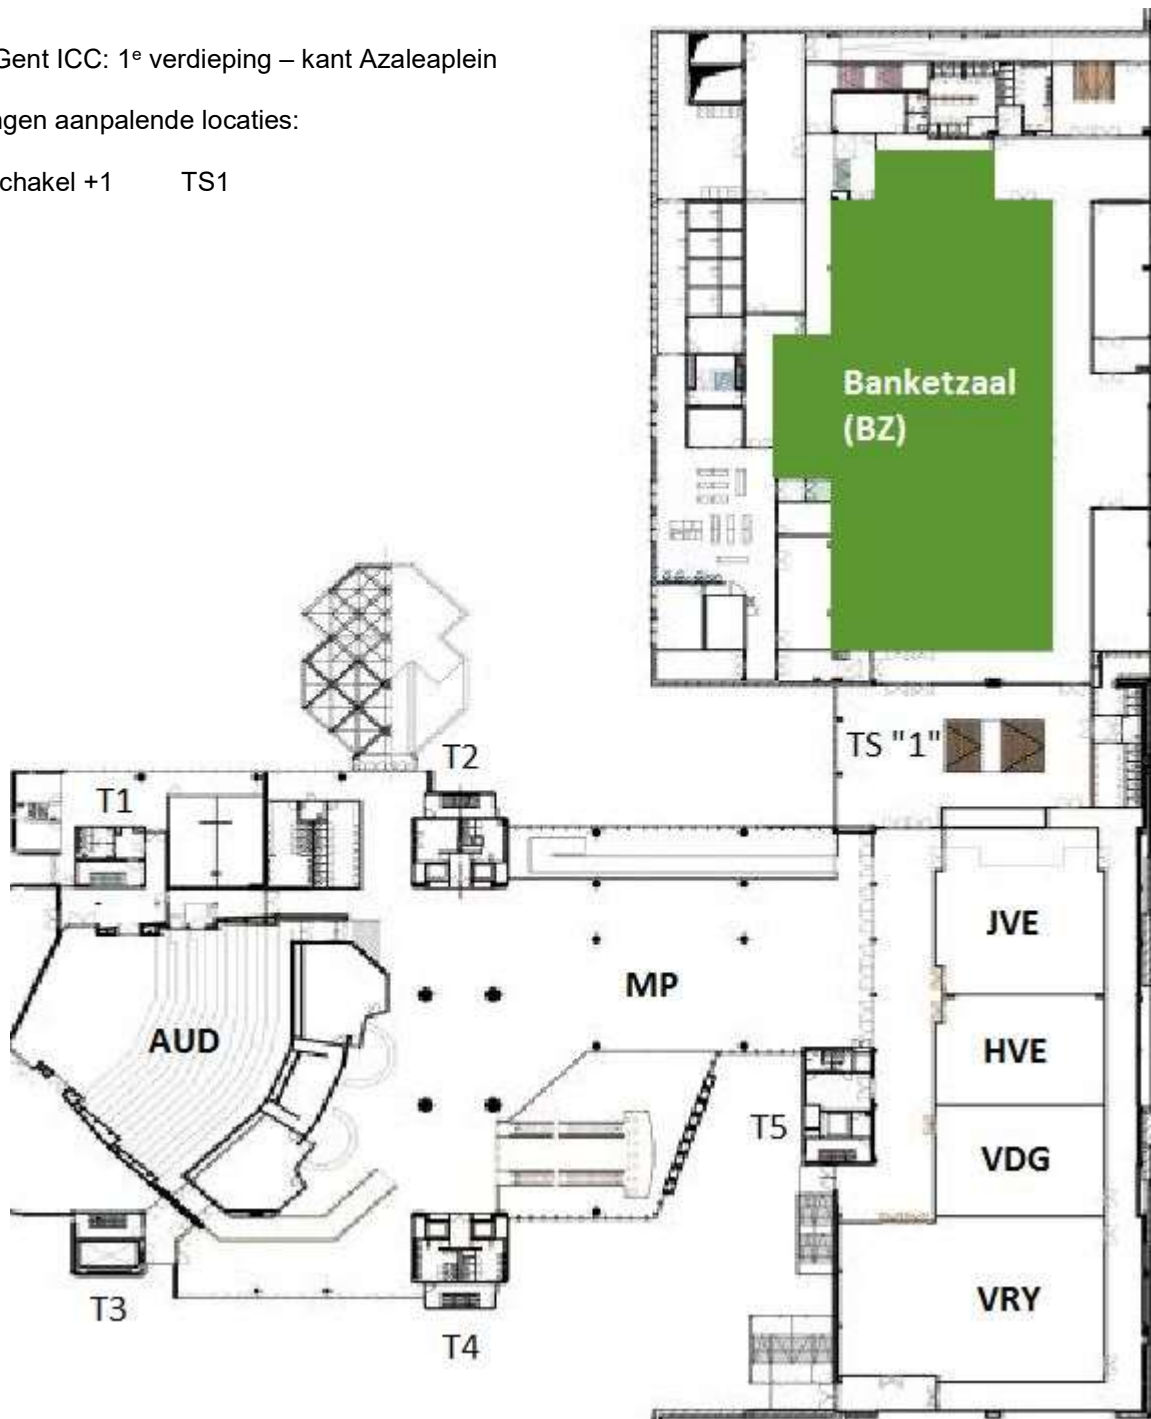 Gent ICC: 1e verdieping – kant Azaleaplein
ngen aanpalende locaties:
chakel +1 TS1
Banketzaal
(BZ)
TS "1"
T2
T1
JVE
MP
AUD
HVE
T5
VDG
VRY
T3
T4